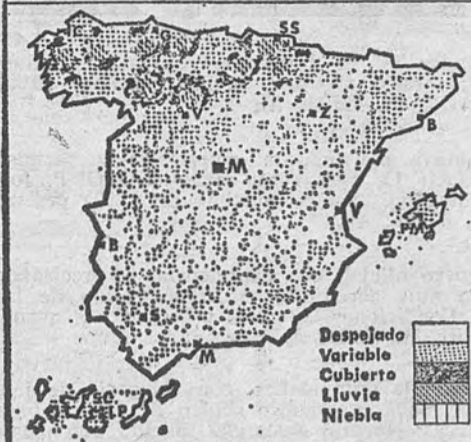 C
SS
V
Z
B
M
V
PM
B
S
M
SC
LP
Despejado
Variable
Cubierto
Lluvia
Niebla